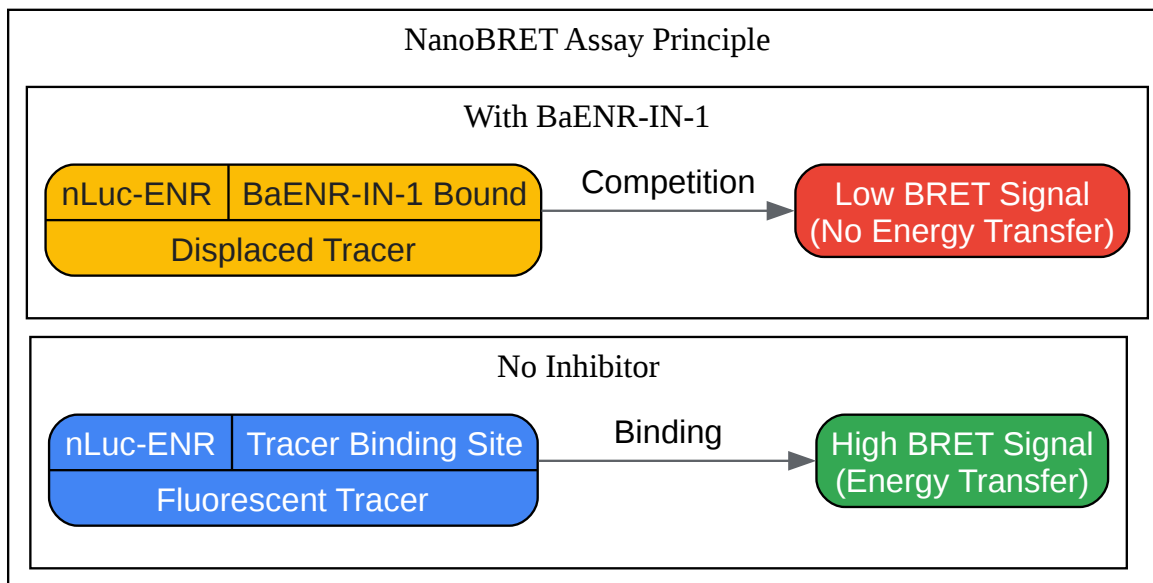 NanoBRET Assay Principle
With BaENR-IN-1
nLuc-ENR
BaENR-IN-1 Bound
Displaced Tracer
Competition
Low BRET Signal
(No Energy Transfer)
No Inhibitor
nLuc-ENR
Tracer Binding Site
Fluorescent Tracer
Binding
High BRET Signal
(Energy Transfer)